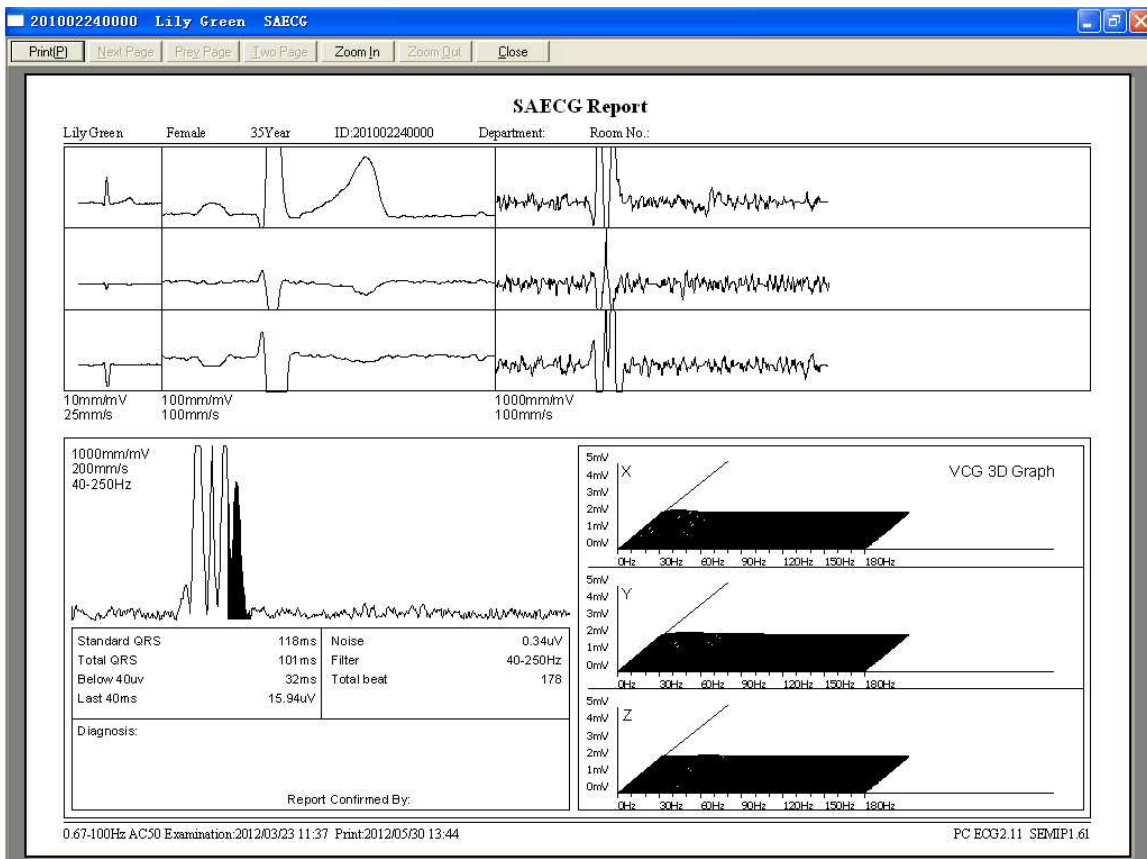 201002240000 Lily Green SAECG
Print(P) Next Page Prev Page Two Page Zoom In Zoom Out Close
SAECG Report
Lily Green Female 35Year ID:201002240000 Department: Room No.:
10mm/mV 100mm/mV 1000mm/mV
25mm/s 100mm/s 100mm/s
1000mm/mV
200mm/s
40-250Hz
Standard QRS 118ms Noise 0.34uV
Total QRS 101ms Filter 40-250Hz
Below 40uv 32ms Total beat 178
Last 40ms 15.94uV
Diagnosis:
Report Confirmed By:
VCG 3D Graph
5mV
4mV X
3mV
2mV
1mV
0mV
0Hz 30Hz 60Hz 90Hz 120Hz 150Hz 180Hz
5mV
4mV Y
3mV
2mV
1mV
0mV
0Hz 30Hz 60Hz 90Hz 120Hz 150Hz 180Hz
5mV
4mV Z
3mV
2mV
1mV
0mV
0Hz 30Hz 60Hz 90Hz 120Hz 150Hz 180Hz
0.67-100Hz AC50 Examination:2012/03/23 11:37 Print:2012/05/30 13:44 PC ECG2.11 SEMIP1.61